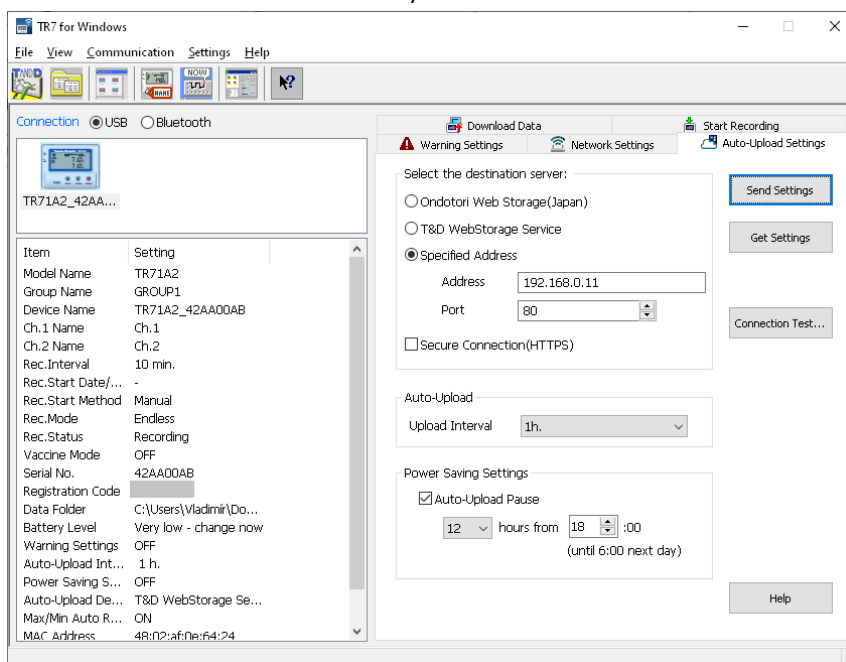 TR7 for Windows
File View Communication Settings Help
Connection USB Bluetooth
TR71A2_42AA...
Item Setting
Model Name TR71A2
Group Name GROUP1
Device Name TR71A2_42AA00AB
Ch.1 Name Ch.1
Ch.2 Name Ch.2
Rec.Interval 10 min.
Rec.Start Date/... -
Rec.Start Method Manual
Rec.Mode Endless
Rec.Status Recording
Vaccine Mode OFF
Serial No. 42AA00AB
Registration Code
Data Folder C:\Users\Vladimír\Do...
Battery Level Very low - change now
Warning Settings OFF
Auto-Upload Int... 1 h.
Power Saving S... OFF
Auto-Upload De... T&D WebStorage Se...
Max/Min Auto R... ON
MAC Address 48:02:af:0e:64:24
Download Data Start Recording
Warning Settings Network Settings Auto-Upload Settings
Select the destination server:
Ondotori Web Storage(Japan)
T&D WebStorage Service
Specified Address
Address 192.168.0.11
Port 80
Secure Connection(HTTPS)
Auto-Upload
Upload Interval 1h.
Power Saving Settings
Auto-Upload Pause
12 hours from 18 :00
(until 6:00 next day)
Send Settings
Get Settings
Connection Test...
Help